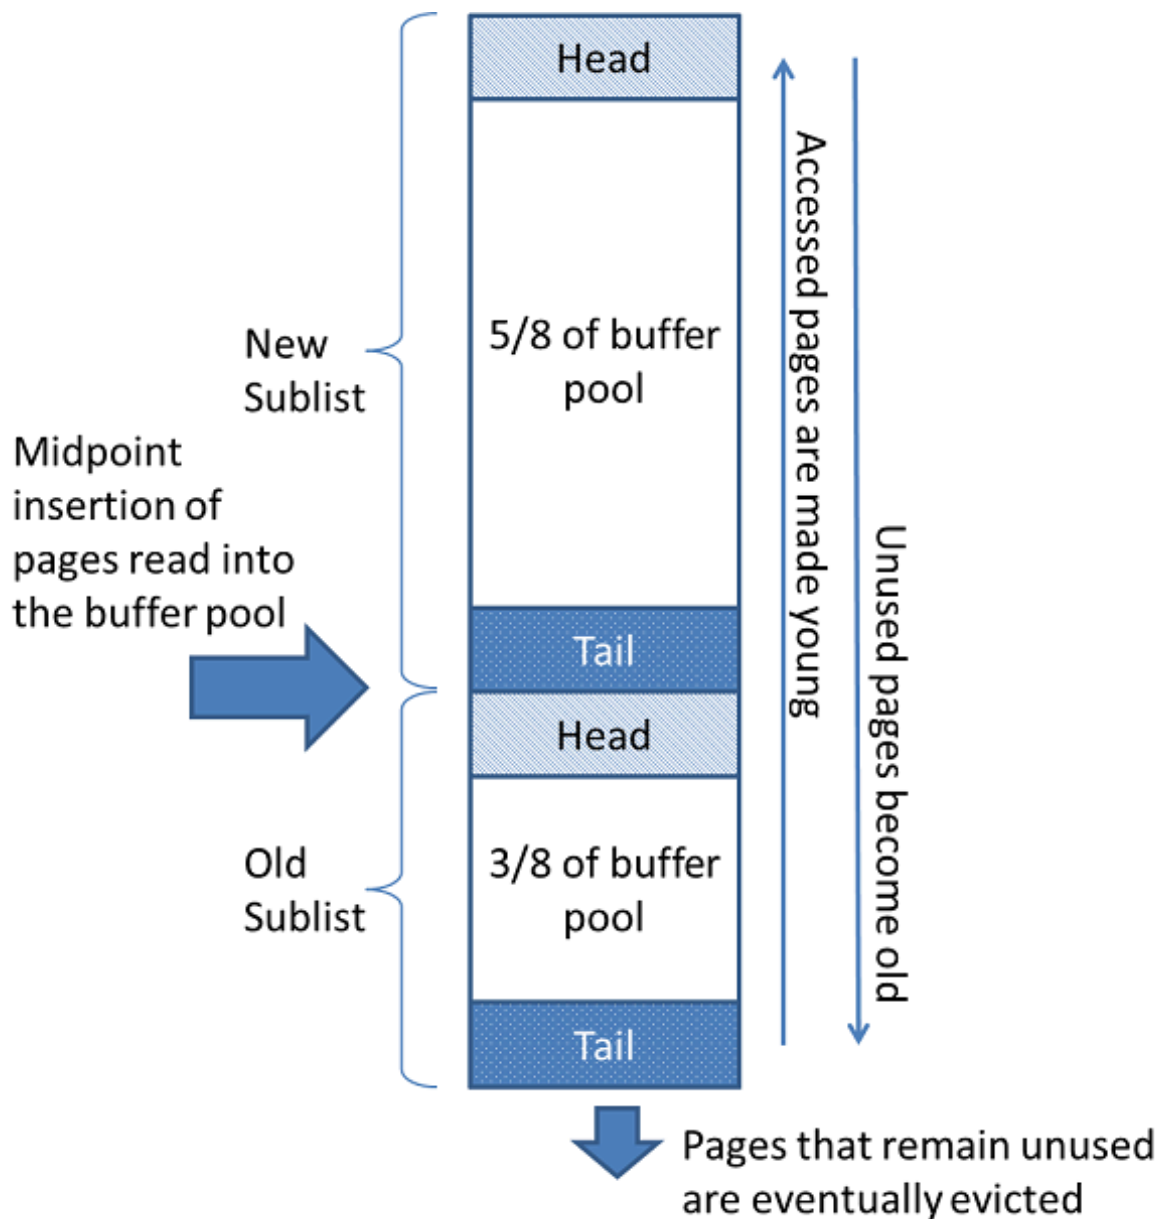 Head
5/8 of buffer
pool
New
Sublist
Midpoint
insertion of
pages read into
the buffer pool
Tail
Head
Old
Sublist
3/8 of buffer
pool
Tail
Accessed pages are made young
Unused pages become old
Pages that remain unused
are eventually evicted